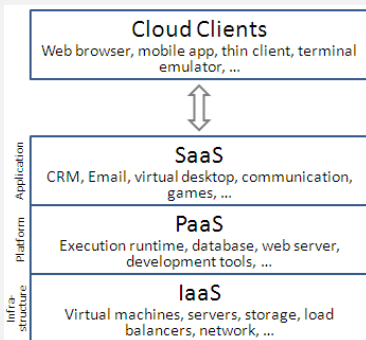 Cloud Clients
Web browser, mobile app, thin client, terminal
emulator, ...
Application
SaaS
CRM, Email, virtual desktop, communication,
games, ...
Platform
PaaS
Execution runtime, database, web server,
development tools, ...
Infra-
structure
IaaS
Virtual machines, servers, storage, load
balancers, network, ...